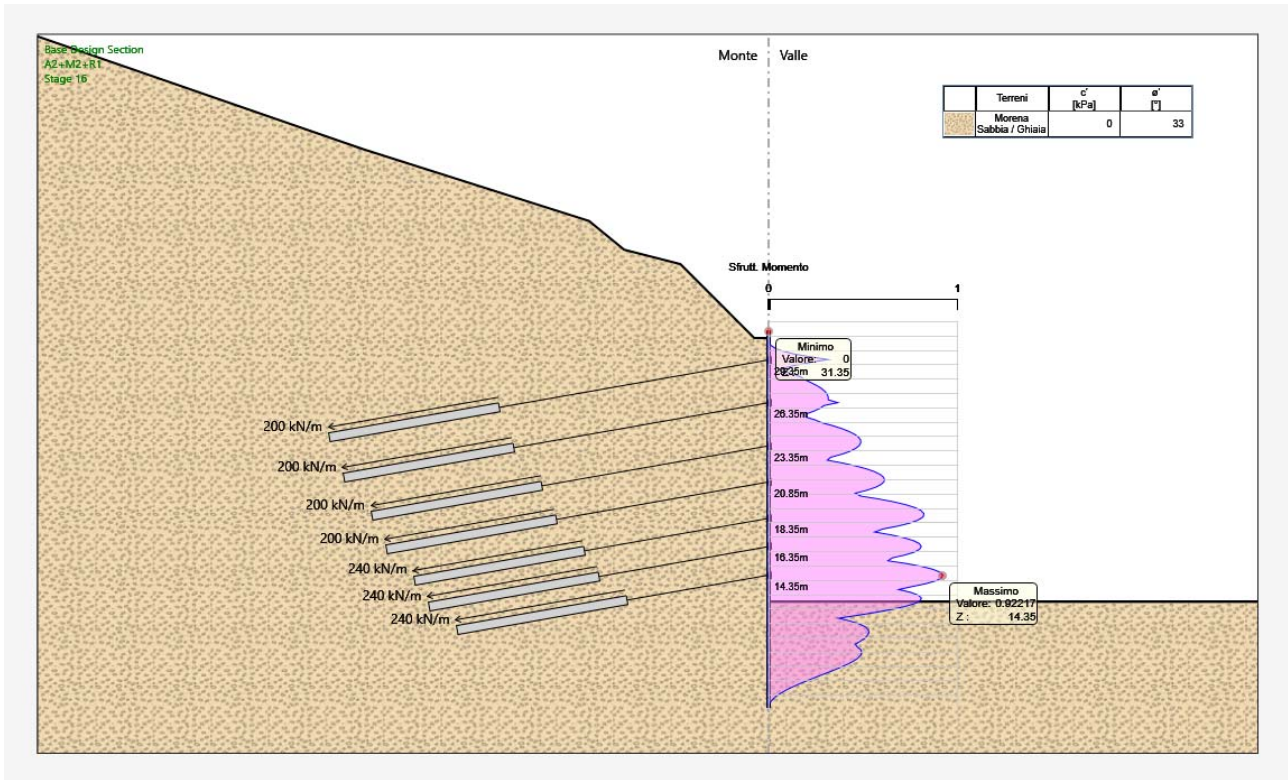 Base Design Section
A2+M2+R1
Stage 16
Monte
Valle
Terreni
c'
[kPa]
ø'
[°]
Morena
Sabbia / Ghiaia
0
33
Sfrutt. Momento
0
1
Minimo
Valore: 0
Z : 31.35
29.35m
26.35m
23.35m
20.85m
18.35m
16.35m
14.35m
200 kN/m
200 kN/m
200 kN/m
200 kN/m
240 kN/m
240 kN/m
240 kN/m
Massimo
Valore: 0.92217
Z : 14.35